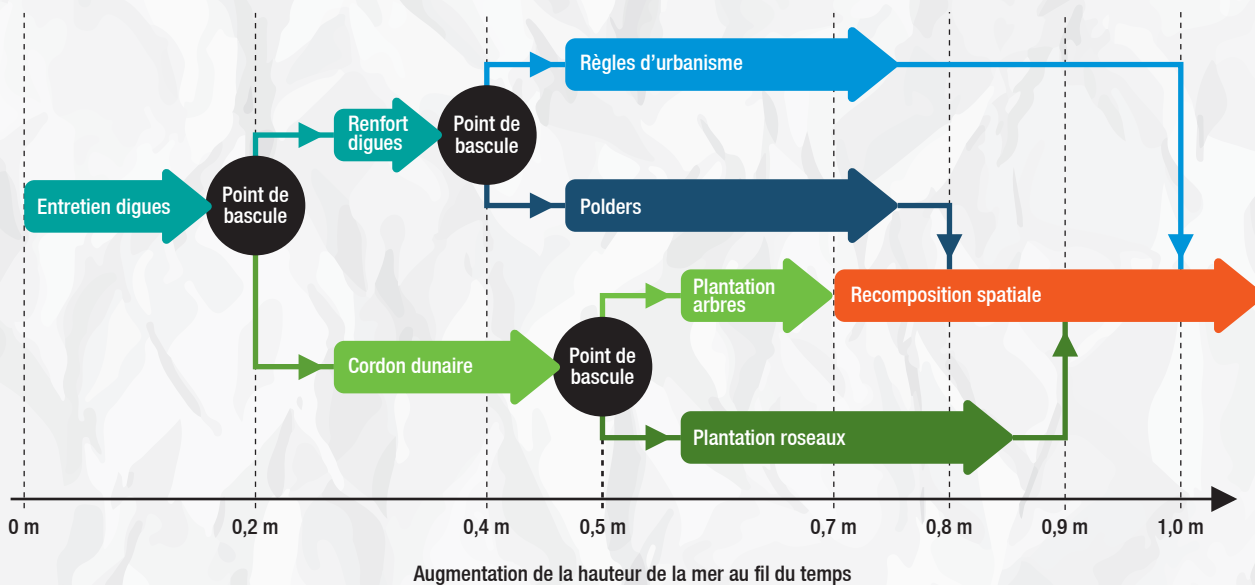 Règles d'urbanisme
Renfort
digues
Point de
bascule
Entretien digues
Point de
bascule
Polders
Plantation
arbres
Recomposition spatiale
Cordon dunaire
Point de
bascule
Plantation roseaux
0 m
0,2 m
0,4 m
0,5 m
0,7 m
0,8 m
0,9 m
1,0 m
Augmentation de la hauteur de la mer au fil du temps